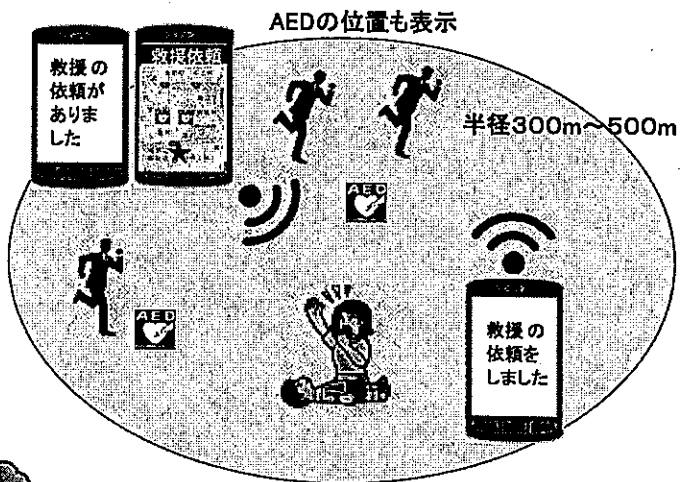 AEDの位置も表示
救援の
依頼が
ありま
した
救援依頼
半径300m～500m
AED
AED
救援の
依頼を
しました